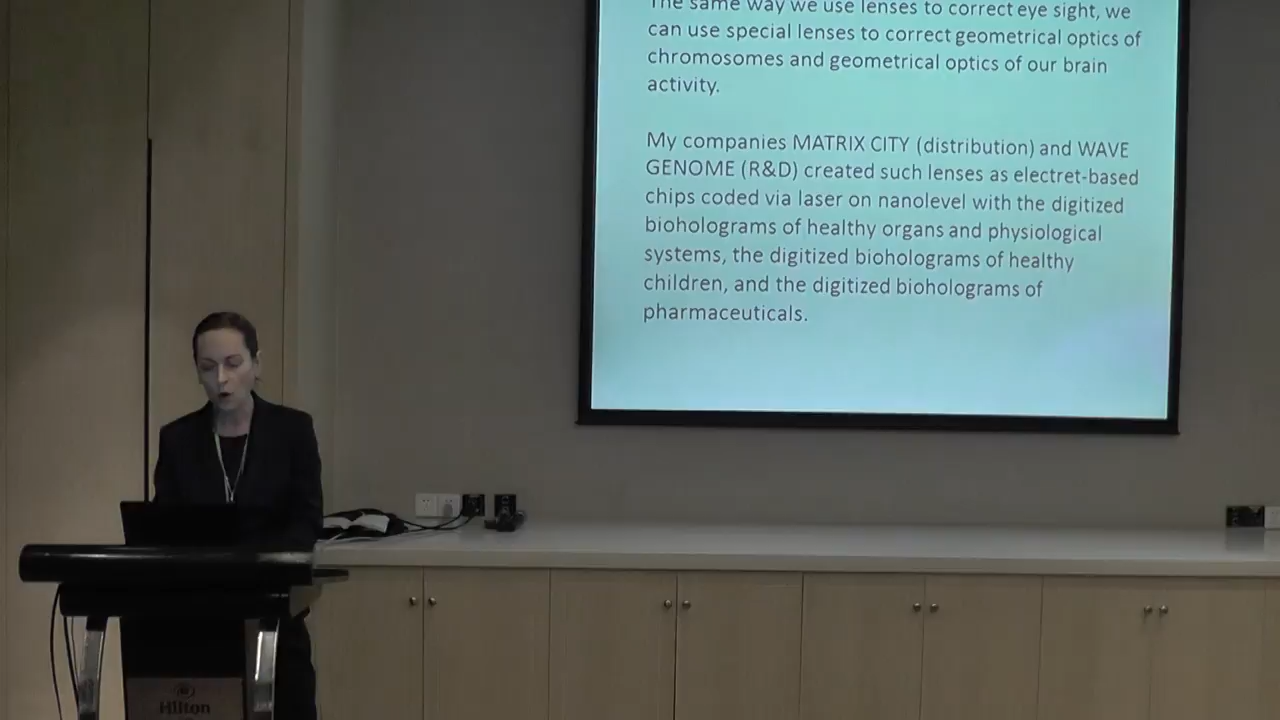 The same way we use lenses to correct eye sight, we
can use special lenses to correct geometrical optics of
chromosomes and geometrical optics of our brain
activity.
My companies MATRIX CITY (distribution) and WAVE
GENOME (R&D) created such lenses as electret-based
chips coded via laser on nanolevel with the digitized
bioholograms of healthy organs and physiological
systems, the digitized bioholograms of healthy
children, and the digitized bioholograms of
pharmaceuticals.
Hilton